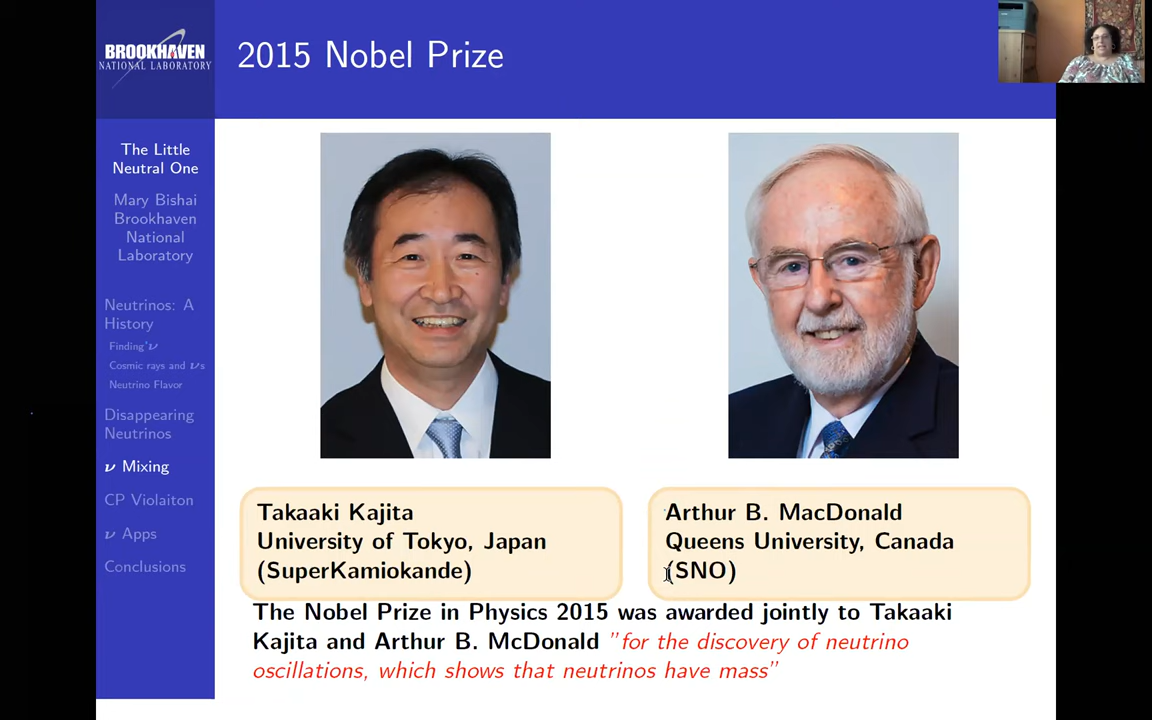 BROOKHAVEN
NATIONAL LABORATORY
2015 Nobel Prize
The Little
Neutral One
Mary Bishai
Brookhaven
National
Laboratory
Neutrinos: A
History
Finding ν
Cosmic rays and νs
Neutrino Flavor
Disappearing
Neutrinos
ν Mixing
CP Violaiton
ν Apps
Conclusions
Takaaki Kajita
University of Tokyo, Japan
(SuperKamiokande)
Arthur B. MacDonald
Queens University, Canada
(SNO)
The Nobel Prize in Physics 2015 was awarded jointly to Takaaki
Kajita and Arthur B. McDonald "for the discovery of neutrino
oscillations, which shows that neutrinos have mass"